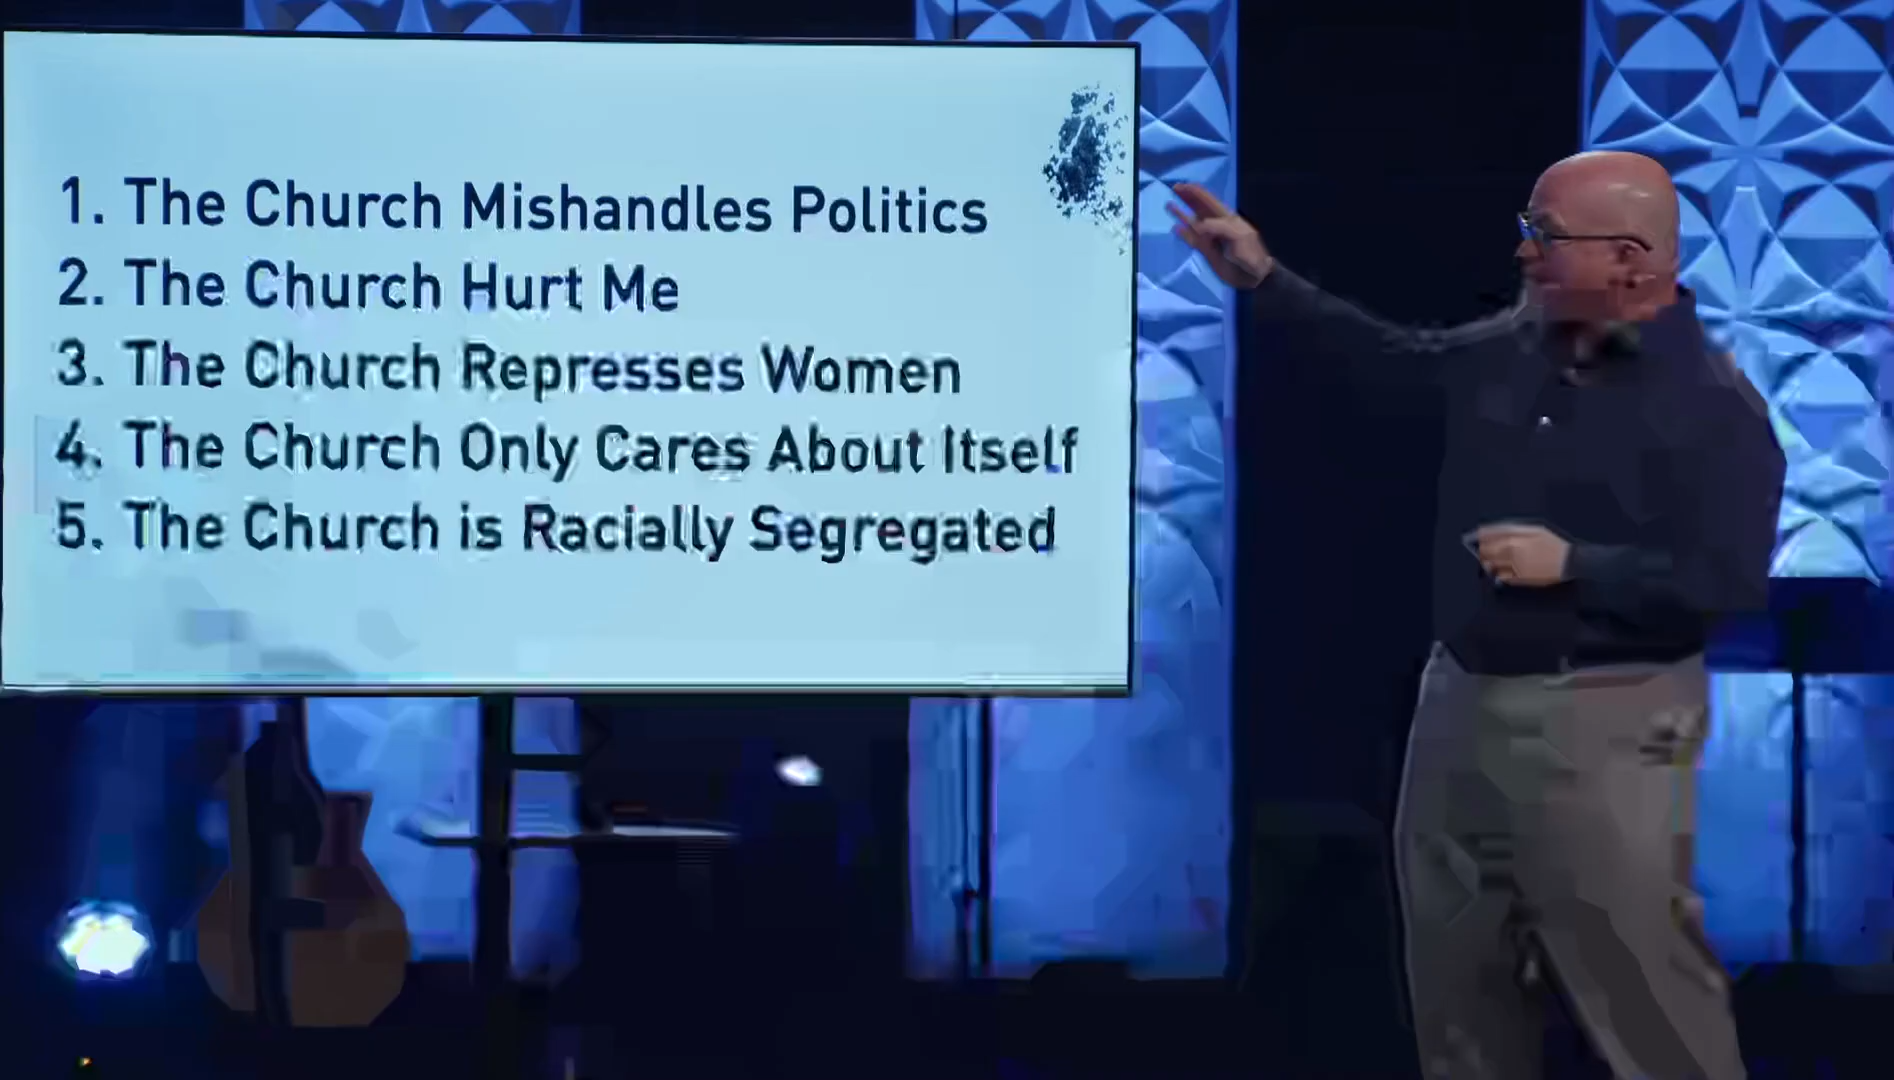 1. The Church Mishandles Politics
2. The Church Hurt Me
3. The Church Represses Women
4. The Church Only Cares About Itself
5. The Church is Racially Segregated